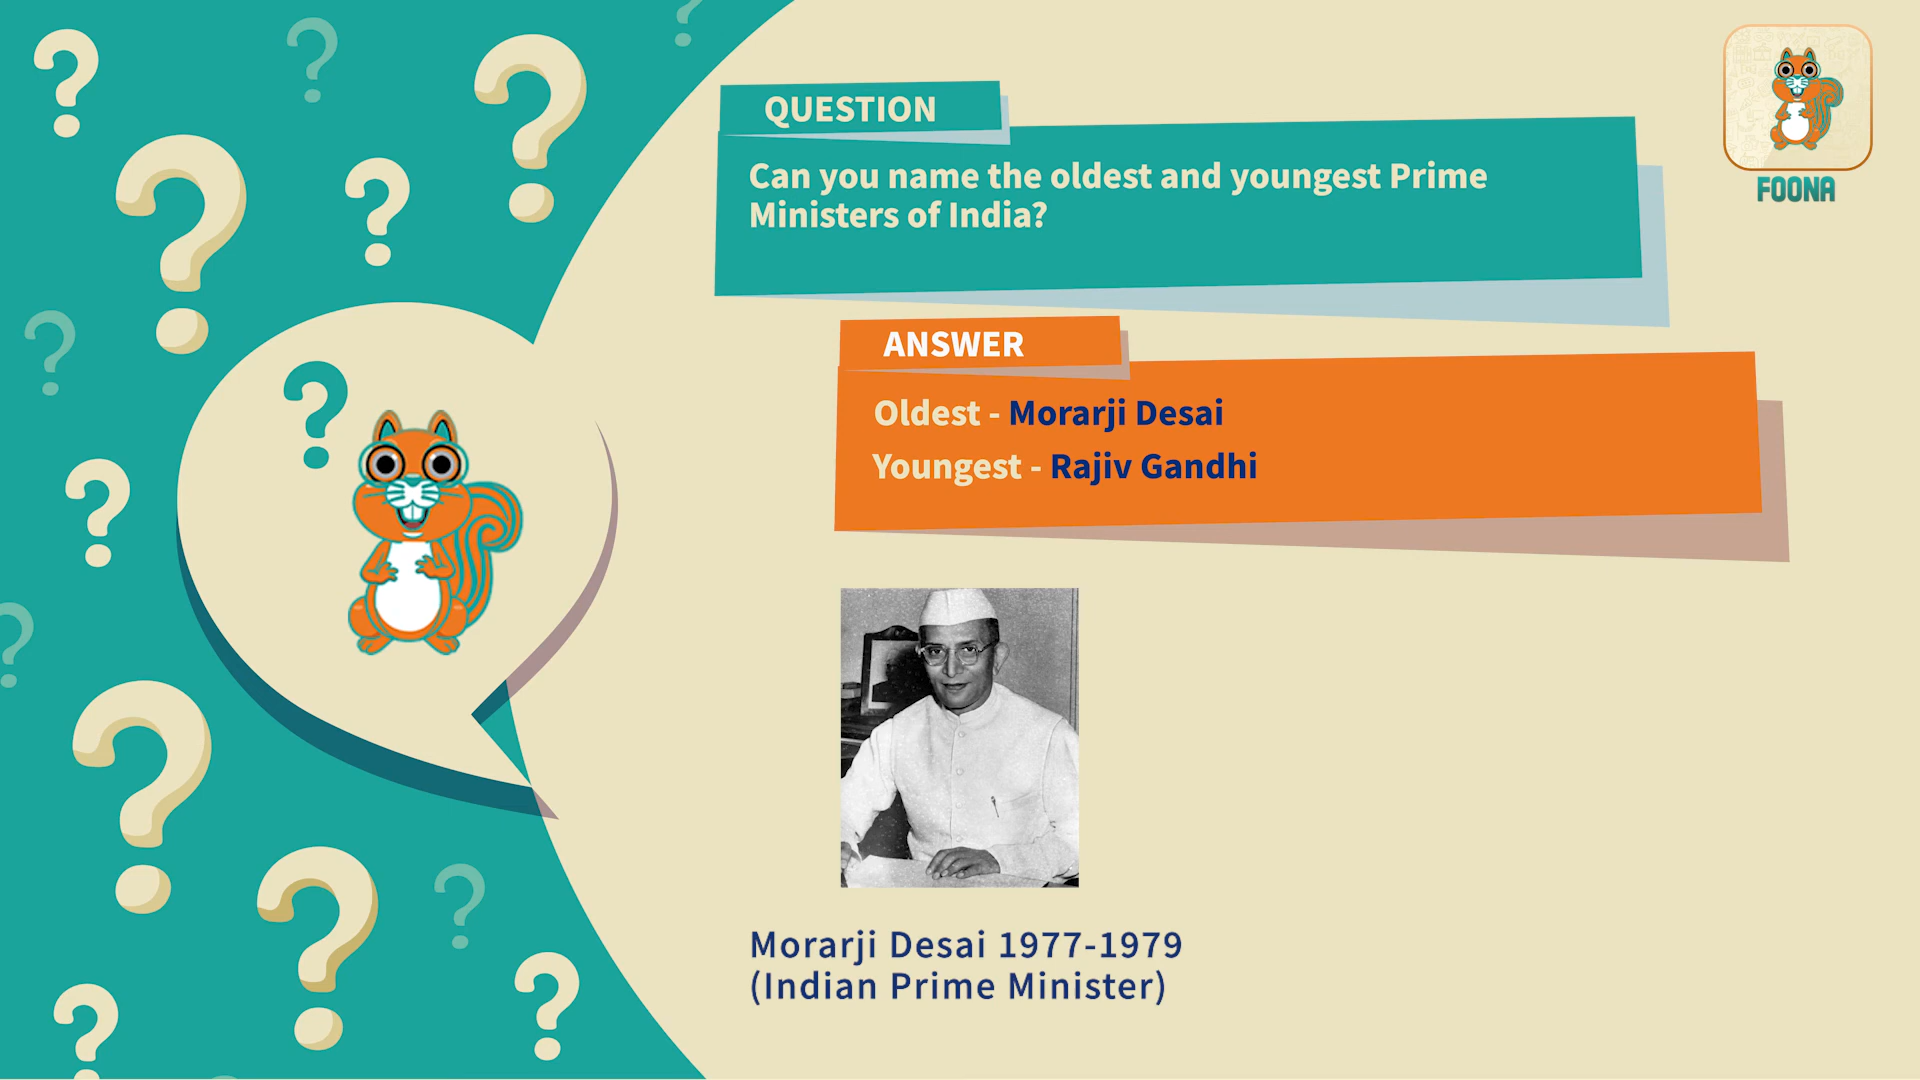 QUESTION
Can you name the oldest and youngest Prime
Ministers of India?
FOONA
ANSWER
Oldest - Morarji Desai
Youngest - Rajiv Gandhi
Morarji Desai 1977-1979
(Indian Prime Minister)